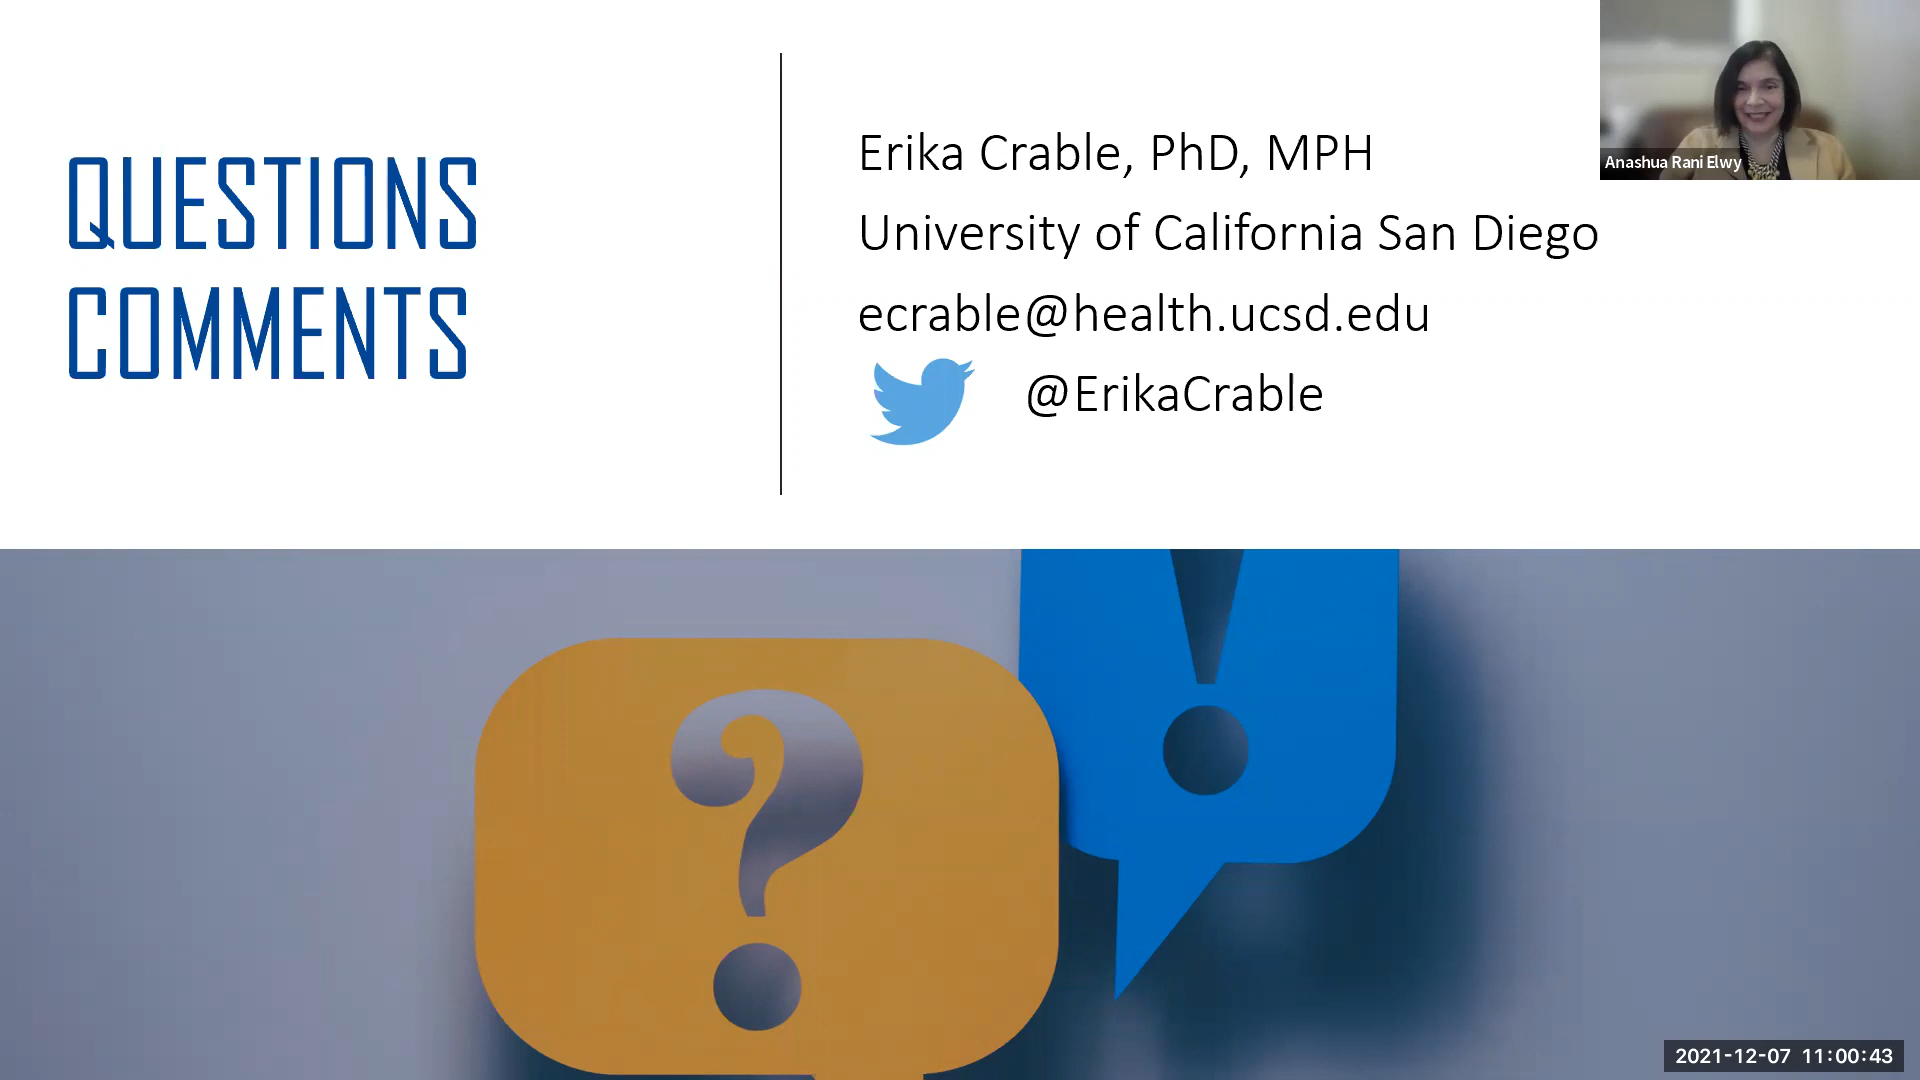 QUESTIONS
COMMENTS
Erika Crable, PhD, MPH
University of California San Diego
ecrable@health.ucsd.edu
@ErikaCrable
Anashua Rani Elwy
?
!
2021-12-07 11:00:43